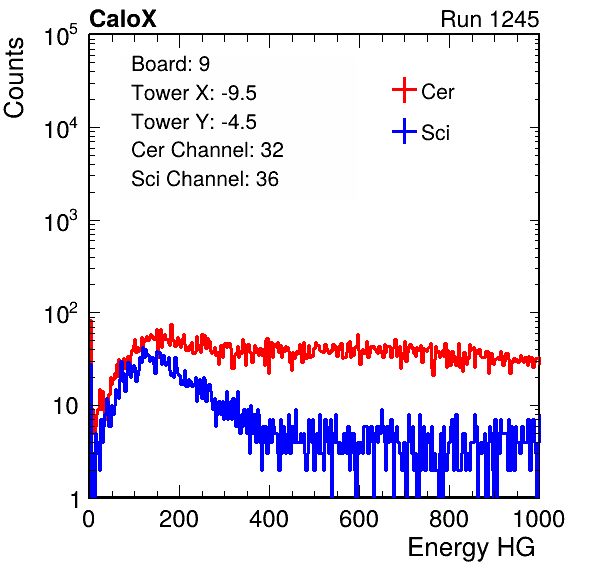 CaloX Run 1245
Counts
10^5
10^4
10^3
10^2
10
1
Board: 9
Tower X: -9.5
Tower Y: -4.5
Cer Channel: 32
Sci Channel: 36
Cer
Sci
0 200 400 600 800 1000
Energy HG